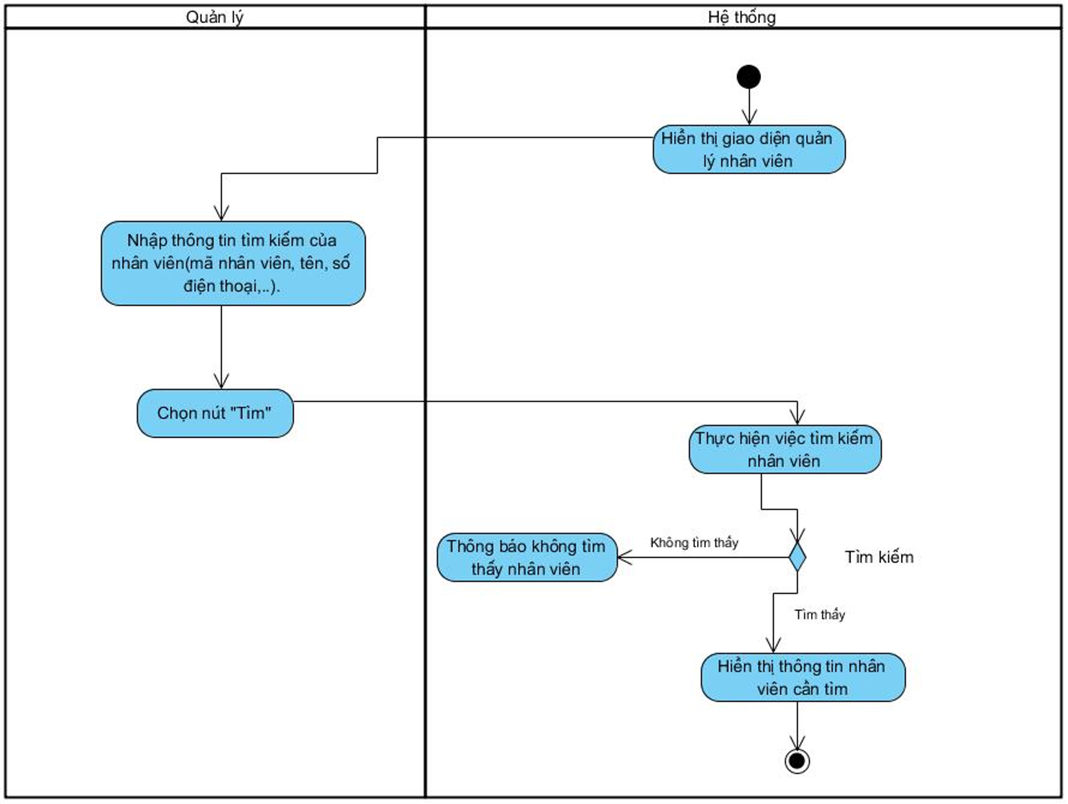 Quản lý
Hệ thống
Hiển thị giao diện quản
lý nhân viên
Nhập thông tin tìm kiếm của
nhân viên(mã nhân viên, tên, số
điện thoại,..).
Chọn nút "Tìm"
Thực hiện việc tìm kiếm
nhân viên
Không tìm thấy
Thông báo không tìm
thấy nhân viên
Tìm kiếm
Tìm thấy
Hiển thị thông tin nhân
viên cần tìm